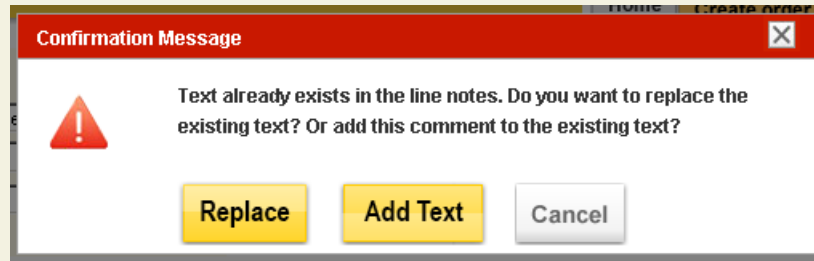 Home Create order
Confirmation Message
Text already exists in the line notes. Do you want to replace the
existing text? Or add this comment to the existing text?
Replace Add Text Cancel